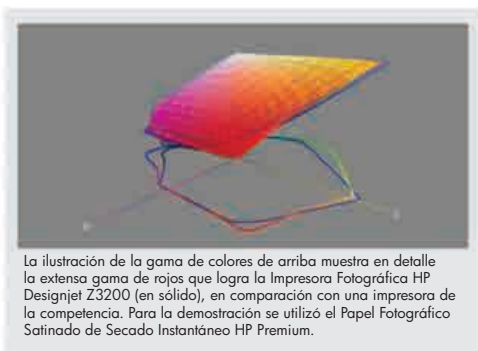 La ilustración de la gama de colores de arriba muestra en detalle
la extensa gama de rojos que logra la Impresora Fotográfica HP
Designjet Z3200 (en sólido), en comparación con una impresora de
la competencia. Para la demostración se utilizó el Papel Fotográfico
Satinado de Secado Instantáneo HP Premium.